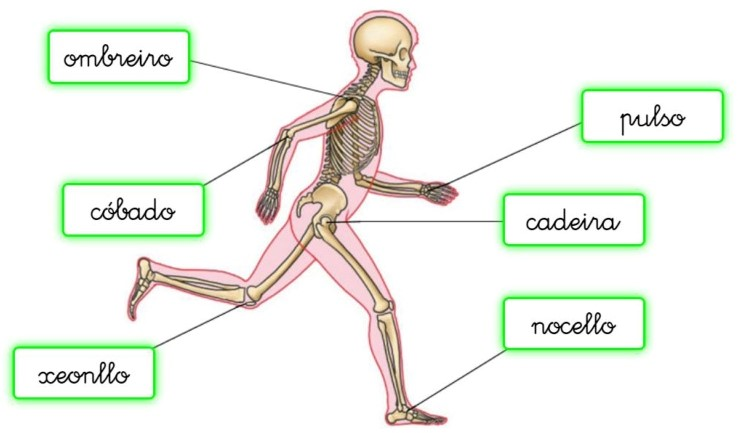 ombreiro
pulso
cóbado
cadeira
nocello
xeonllo